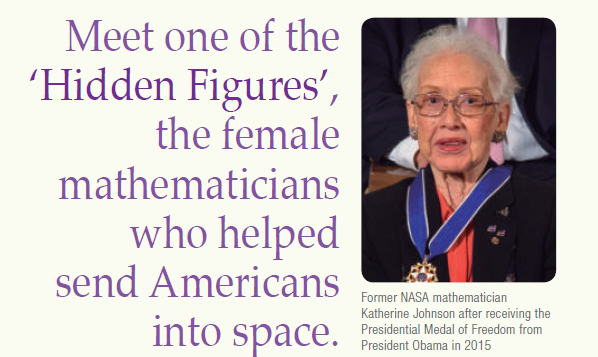 Meet one of the
‘Hidden Figures’,
the female
mathematicians
who helped
send Americans
into space.
Former NASA mathematician
Katherine Johnson after receiving the
Presidential Medal of Freedom from
President Obama in 2015